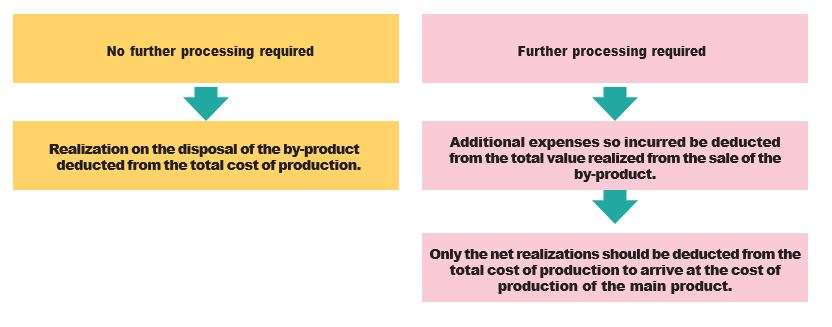 No further processing required
Realization on the disposal of the by-product
deducted from the total cost of production.
Further processing required
Additional expenses so incurred be deducted
from the total value realized from the sale of the
by-product.
Only the net realizations should be deducted from the
total cost of production to arrive at the cost of
production of the main product.